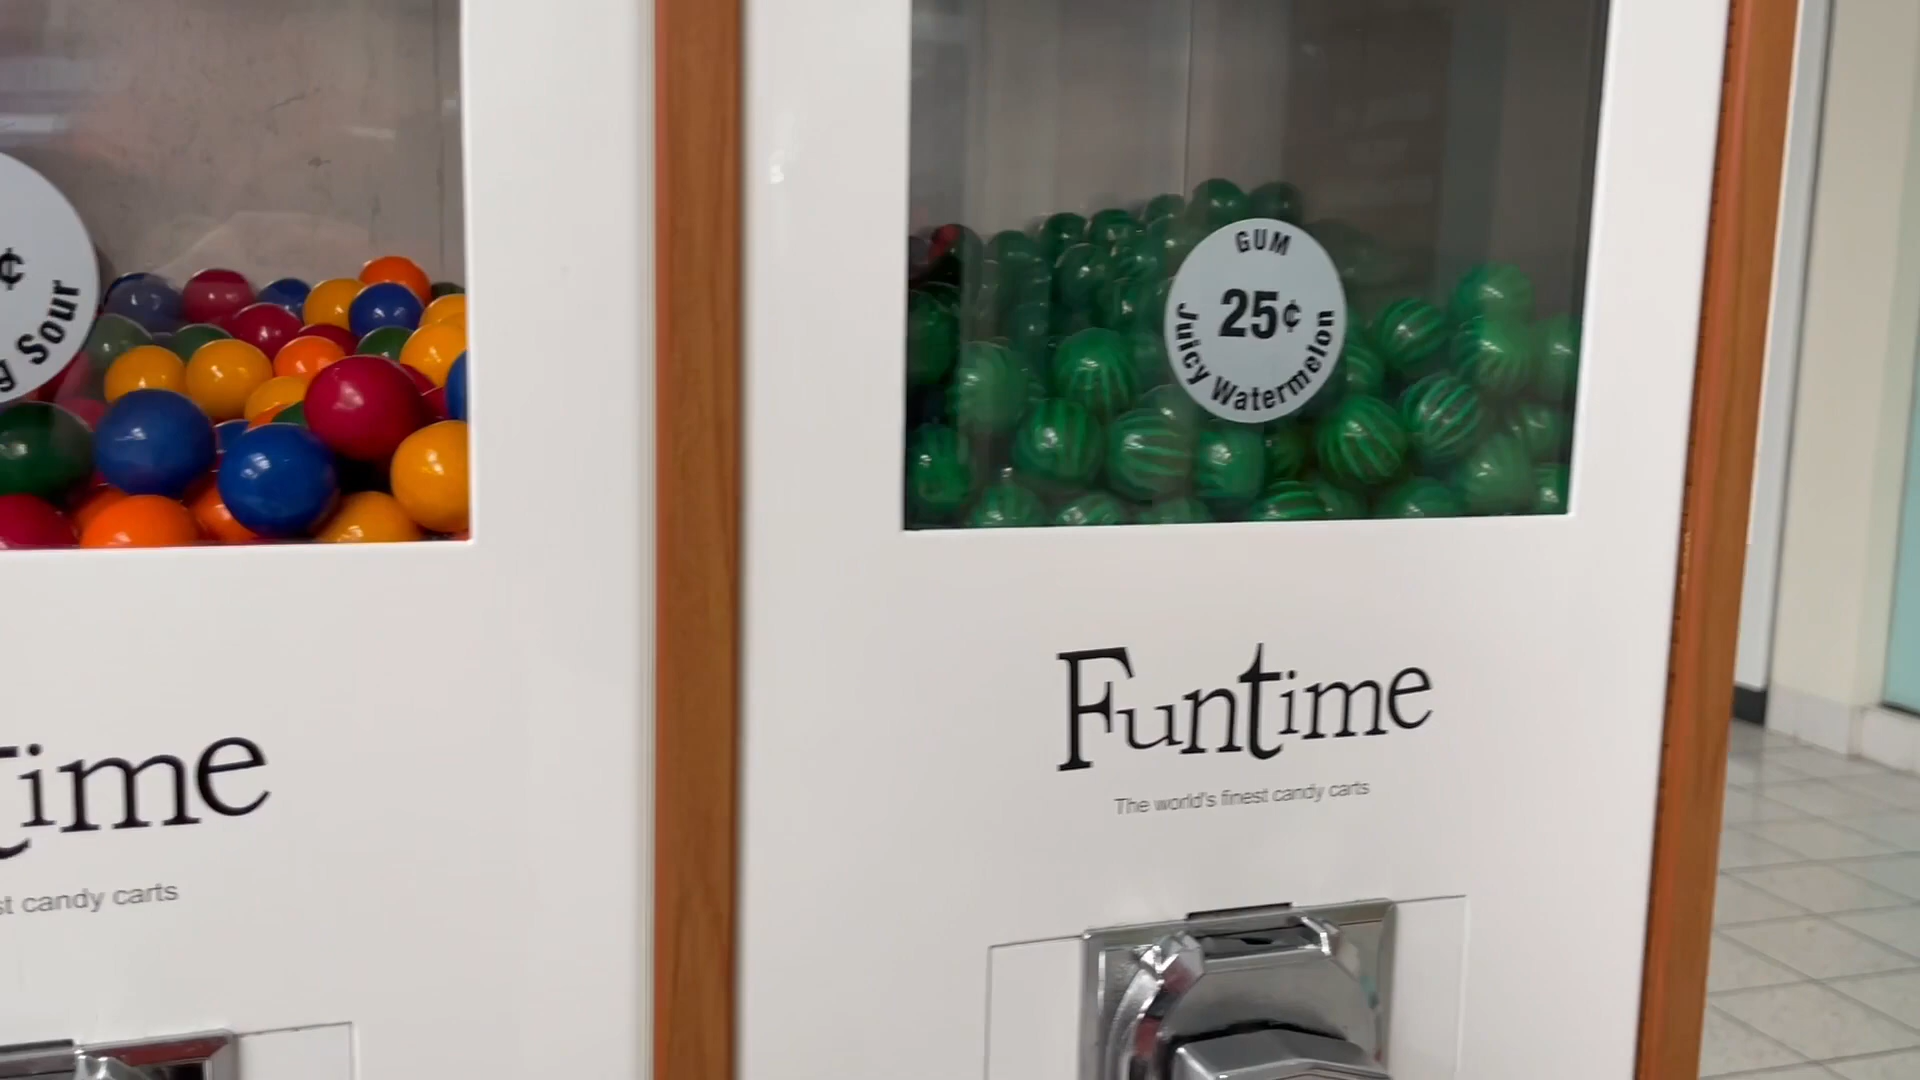 ¢
Sour
time
candy carts
GUM
25¢
Juicy Watermelon
Funtime
The world's finest candy carts